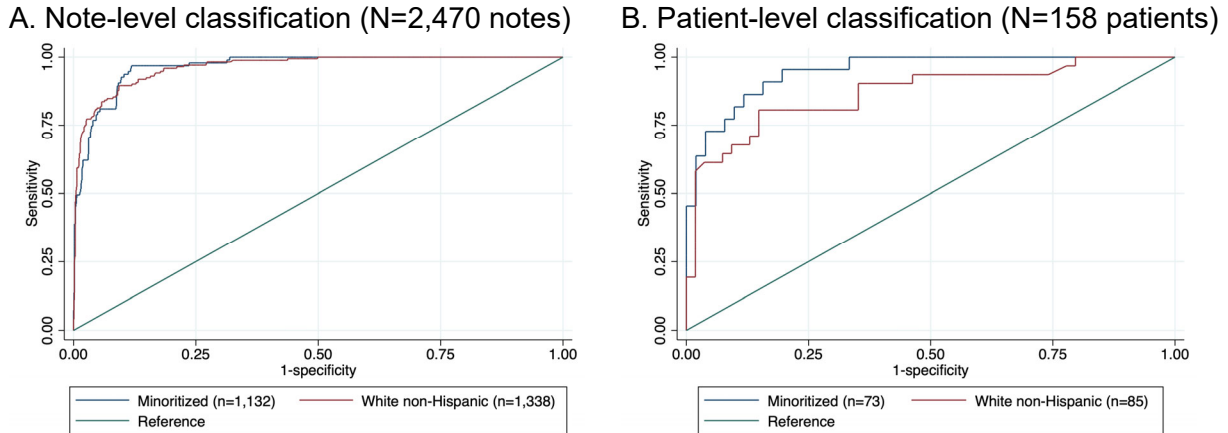 A. Note-level classification (N=2,470 notes)
Sensitivity
1.00
0.75
0.50
0.25
0.00
0.00 0.25 0.50 0.75 1.00
1-specificity
Minoritized (n=1,132) White non-Hispanic (n=1,338)
Reference
B. Patient-level classification (N=158 patients)
Sensitivity
1.00
0.75
0.50
0.25
0.00
0.00 0.25 0.50 0.75 1.00
1-specificity
Minoritized (n=73) White non-Hispanic (n=85)
Reference